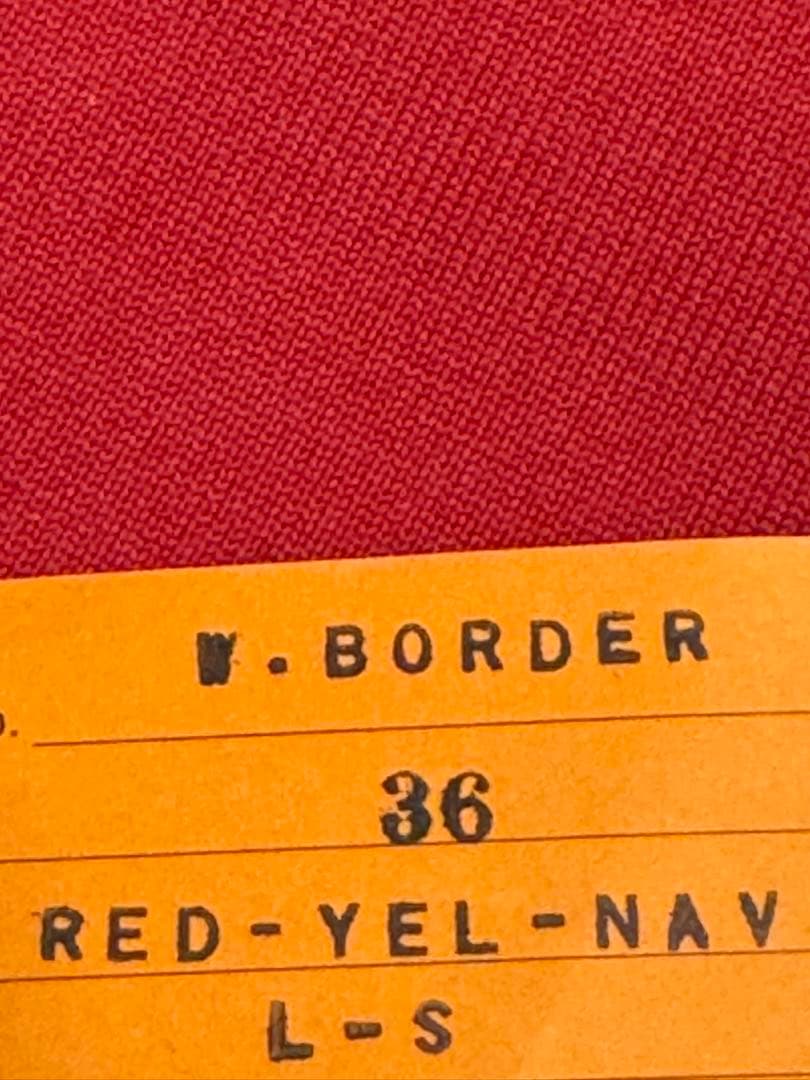 W.BORDER
36
RED-YEL-NAV
L-S